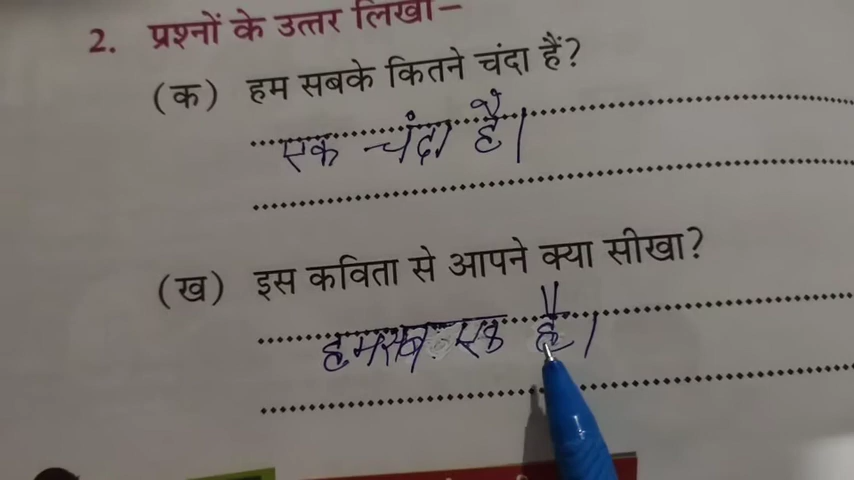 2. प्रश्नों के उत्तर लिखो–
(क) हम सबके कितने चंदा हैं?
एक चंदा है।
(ख) इस कविता से आपने क्या सीखा?
हमसब एक है।